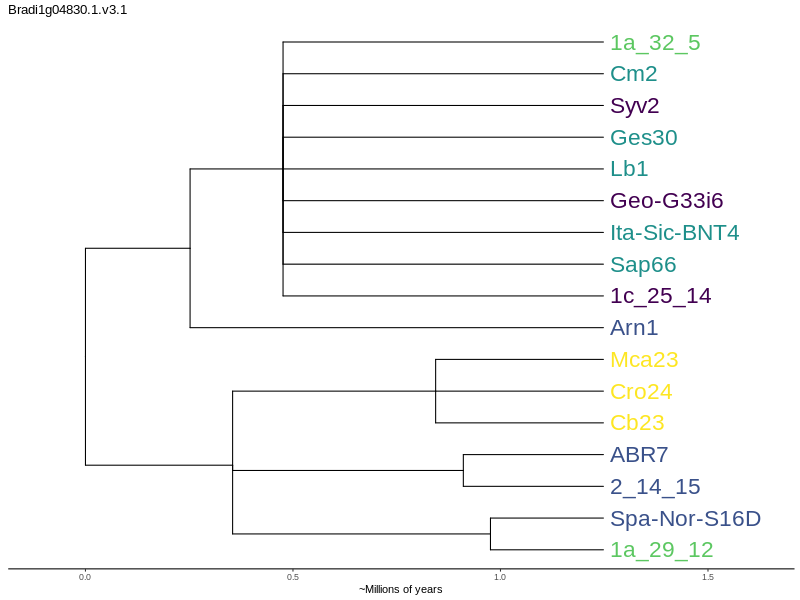 Bradi1g04830.1.v3.1
1a_32_5
Cm2
Syv2
Ges30
Lb1
Geo-G33i6
Ita-Sic-BNT4
Sap66
1c_25_14
Arn1
Mca23
Cro24
Cb23
ABR7
2_14_15
Spa-Nor-S16D
1a_29_12
0.0 0.5 1.0 1.5
~Millions of years